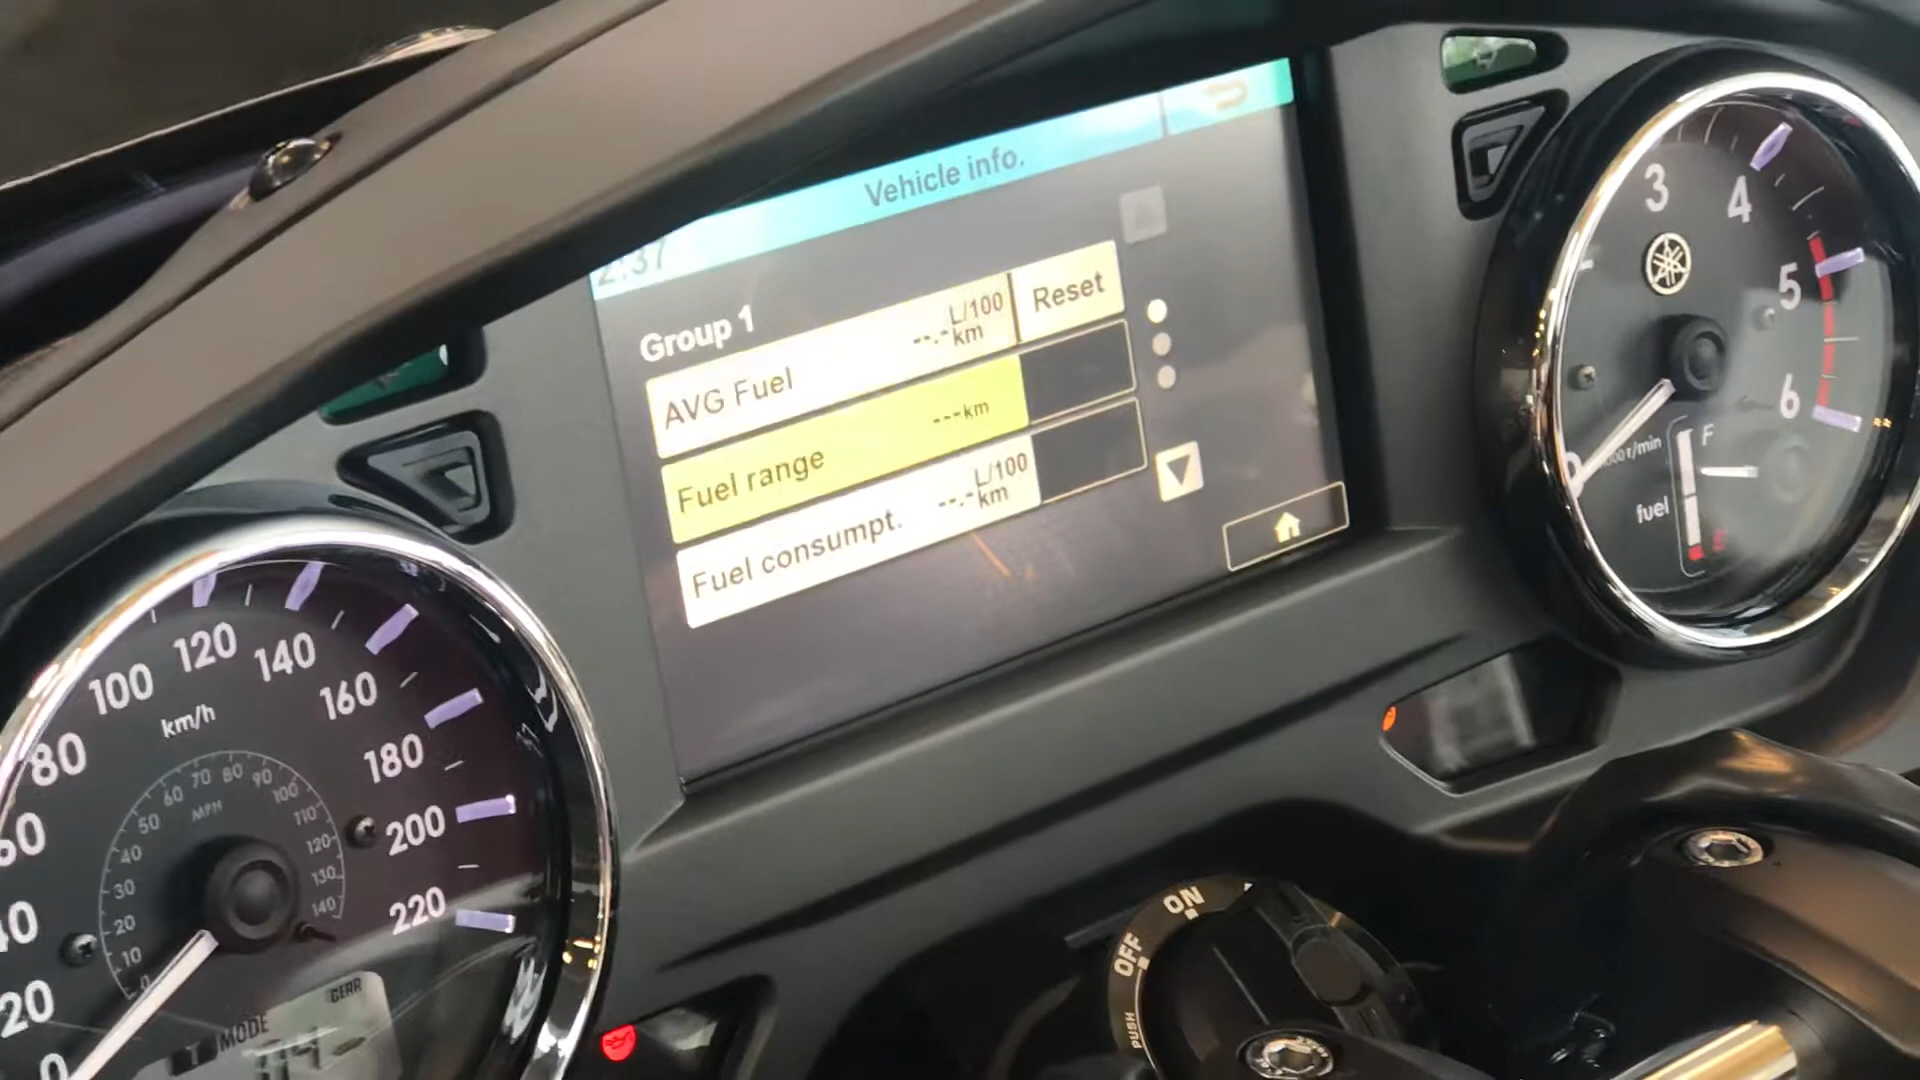 2:37
Vehicle info.
Group 1
AVG Fuel --.- L/100 km
Reset
Fuel range ---km
Fuel consumpt. --.- L/100 km
3
4
5
6
r/min
F
fuel
0
20
40
60
80
100
120
140
160
180
200
220
km/h
0
10
20
30
40
50
60
70
80
90
100
110
120
130
140
MPH
MODE
GEAR
ON
OFF
PUSH